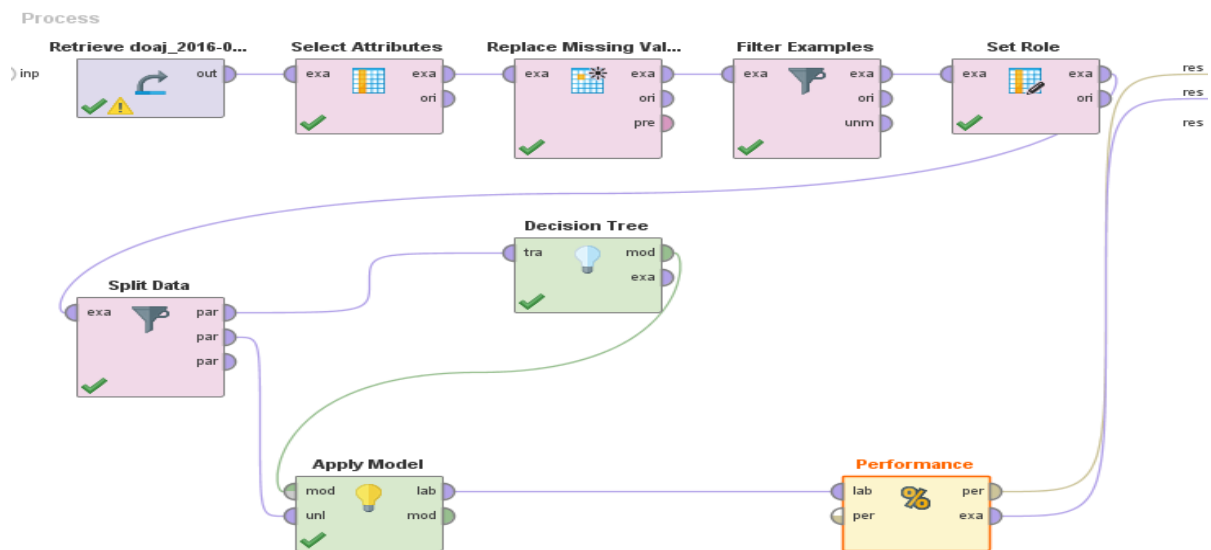 Process
Retrieve doaj_2016-0...
Select Attributes
Replace Missing Val...
Filter Examples
Set Role
inp
out
exa
exa
ori
exa
exa
ori
pre
exa
exa
ori
unm
exa
exa
ori
res
res
res
Decision Tree
tra
mod
exa
Split Data
exa
par
par
par
Apply Model
mod
lab
unl
mod
Performance
%
lab
per
per
exa